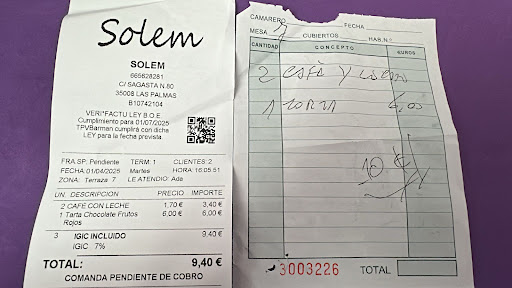 Solem
SOLEM
665828281
C/ SAGASTA N.80
35008 LAS PALMAS
B10742104
VERI*FACTU LEY B.O.E.
Cumplimiento para 01/07/2025
TPVBarman cumplirá con dicha
LEY para la fecha prevista.
FRA.SP: Pendiente TERM: 1 CLIENTES: 2
FECHA: 01/04/2025 Martes HORA: 16:05:51
ZONA: Terraza 7 LE ATENDIO: Ada
UN. DESCRIPCION PRECIO IMPORTE
2 CAFE CON LECHE 1,70 € 3,40 €
1 Tarta Chocolate Frutos 6,00 € 6,00 €
Rojos
3 IGIC INCLUIDO 9,40 €
IGIC 7%
TOTAL: 9,40 €
COMANDA PENDIENTE DE COBRO
CAMARERO FECHA
MESA 7 CUBIERTOS HAB. N.º
CANTIDAD CONCEPTO EUROS
2 CAFÈ Y
1 TORTA 6,00
10 €
3003226 TOTAL